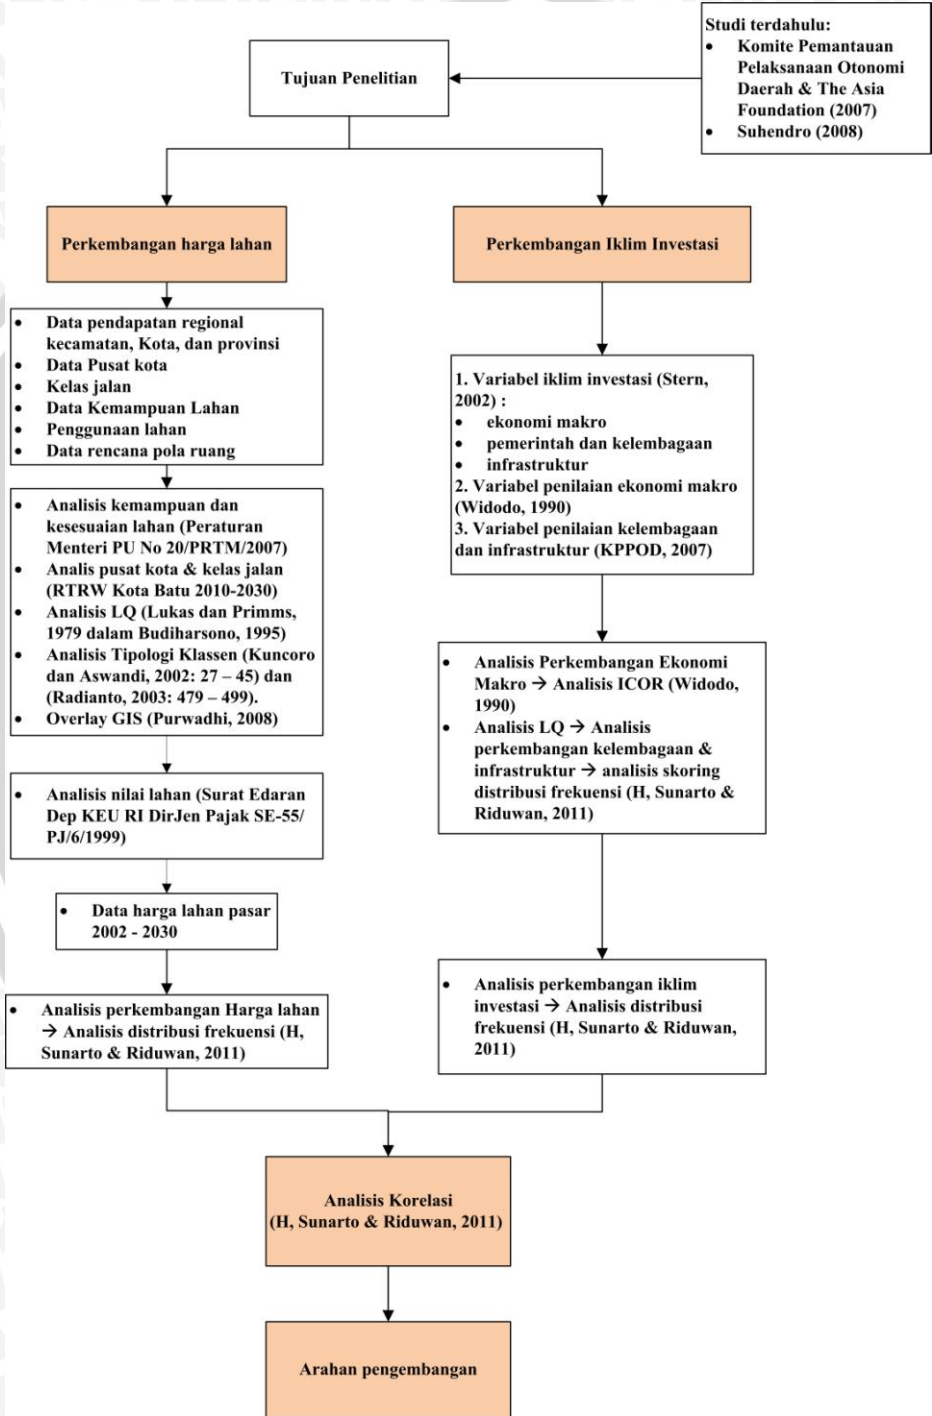 Studi terdahulu:
• Komite Pemantauan
Pelaksanaan Otonomi
Daerah & The Asia
Foundation (2007)
• Suhendro (2008)
Tujuan Penelitian
Perkembangan harga lahan
• Data pendapatan regional
kecamatan, Kota, dan provinsi
• Data Pusat kota
• Kelas jalan
• Data Kemampuan Lahan
• Penggunaan lahan
• Data rencana pola ruang
• Analisis kemampuan dan
kesesuaian lahan (Peraturan
Menteri PU No 20/PRTM/2007)
• Analis pusat kota & kelas jalan
(RTRW Kota Batu 2010-2030)
• Analisis LQ (Lukas dan Primms,
1979 dalam Budiharsono, 1995)
• Analisis Tipologi Klassen (Kuncoro
dan Aswandi, 2002: 27 – 45) dan
(Radianto, 2003: 479 – 499).
• Overlay GIS (Purwadhi, 2008)
• Analisis nilai lahan (Surat Edaran
Dep KEU RI DirJen Pajak SE-55/
PJ/6/1999)
• Data harga lahan pasar
2002 - 2030
• Analisis perkembangan Harga lahan
→ Analisis distribusi frekuensi (H,
Sunarto & Riduwan, 2011)
Perkembangan Iklim Investasi
1. Variabel iklim investasi (Stern,
2002) :
• ekonomi makro
• pemerintah dan kelembagaan
• infrastruktur
2. Variabel penilaian ekonomi makro
(Widodo, 1990)
3. Variabel penilaian kelembagaan
dan infrastruktur (KPPOD, 2007)
• Analisis Perkembangan Ekonomi
Makro → Analisis ICOR (Widodo,
1990)
• Analisis LQ → Analisis
perkembangan kelembagaan &
infrastruktur → analisis skoring
distribusi frekuensi (H, Sunarto &
Riduwan, 2011)
• Analisis perkembangan iklim
investasi → Analisis distribusi
frekuensi (H, Sunarto & Riduwan,
2011)
Analisis Korelasi
(H, Sunarto & Riduwan, 2011)
Arahan pengembangan